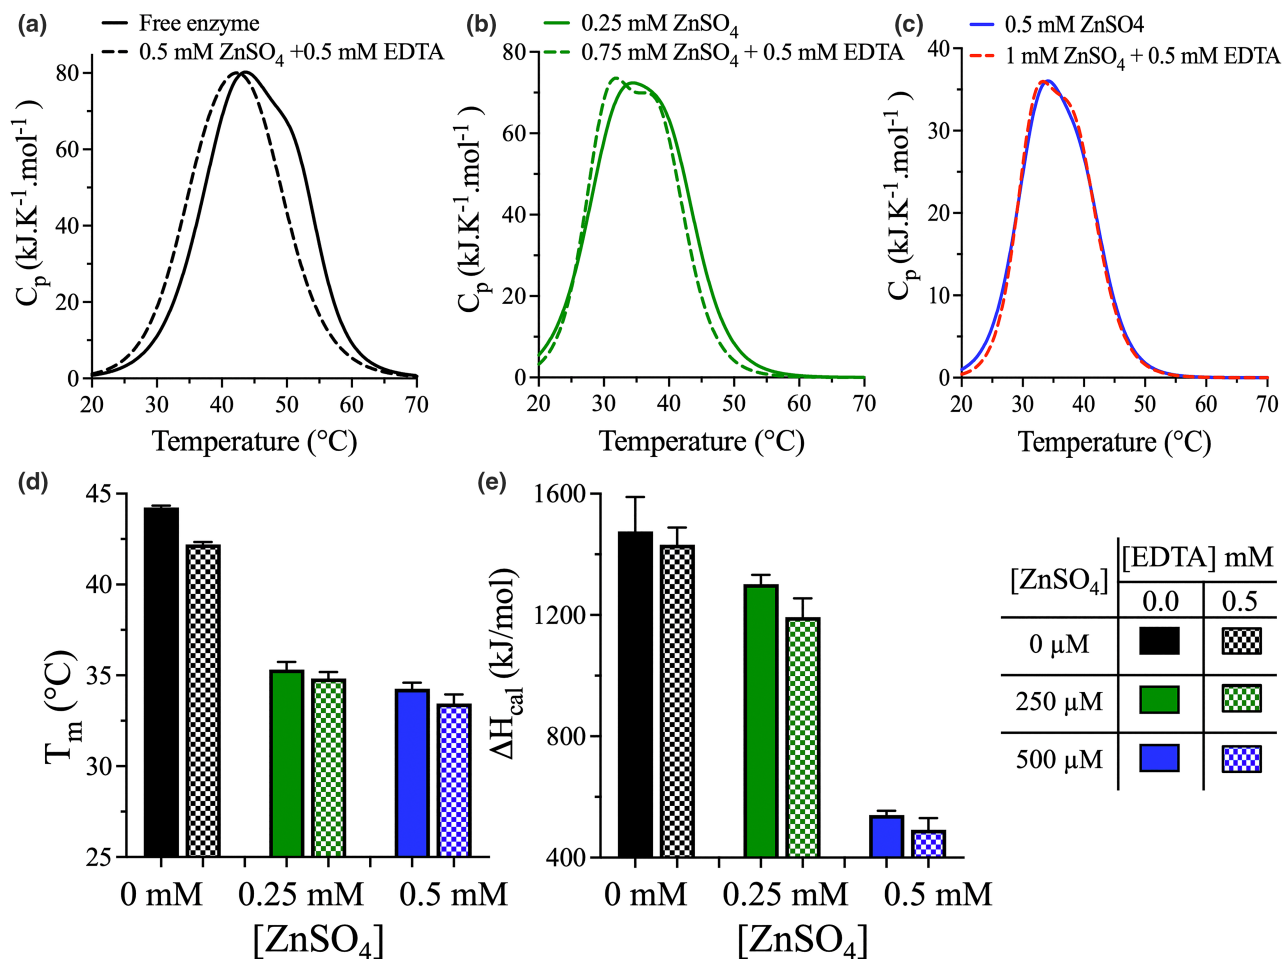 (a)
Free enzyme
0.5 mM ZnSO4 +0.5 mM EDTA
Cp (kJ.K-1.mol-1)
80
60
40
20
0
20 30 40 50 60 70
Temperature (°C)
(b)
0.25 mM ZnSO4
0.75 mM ZnSO4 + 0.5 mM EDTA
Cp (kJ.K-1.mol-1)
80
60
40
20
0
20 30 40 50 60 70
Temperature (°C)
(c)
0.5 mM ZnSO4
1 mM ZnSO4 + 0.5 mM EDTA
Cp (kJ.K-1.mol-1)
40
30
20
10
0
20 30 40 50 60 70
Temperature (°C)
(d)
Tm (°C)
45
40
35
30
25
0 mM 0.25 mM 0.5 mM
[ZnSO4]
(e)
ΔHcal (kJ/mol)
1600
1200
800
400
0 mM 0.25 mM 0.5 mM
[ZnSO4]
[ZnSO4] [EDTA] mM
0.0 0.5
0 µM
250 µM
500 µM